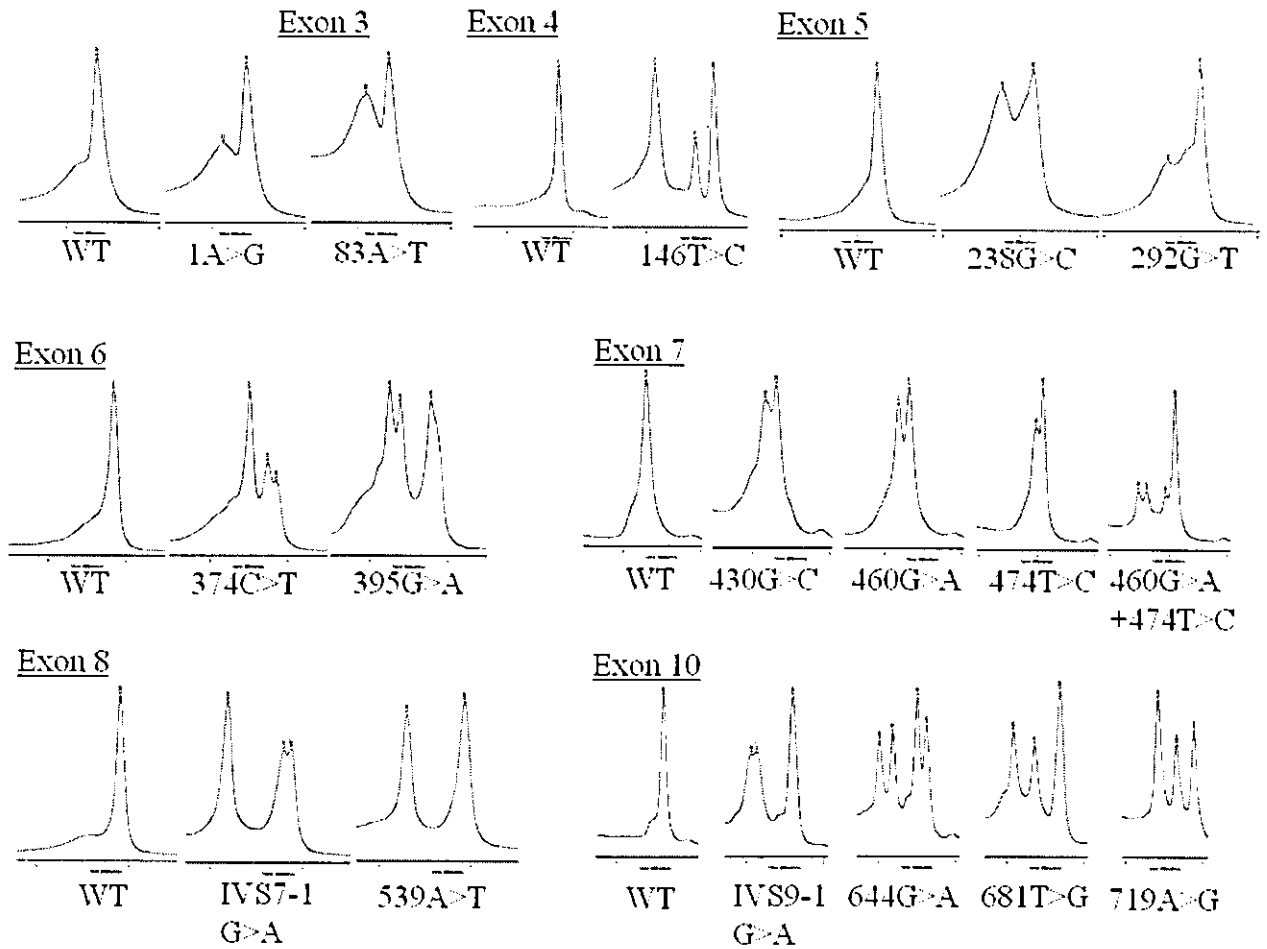 Exon 3 Exon 4 Exon 5
WT 1A>G 83A>T WT 146T>C WT 238G>C 292G>T
Exon 6 Exon 7
WT 374C>T 395G>A WT 430G>C 460G>A 474T>C 460G>A
+474T>C
Exon 8 Exon 10
WT IVS7-1 539A>T WT IVS9-1 644G>A 681T>G 719A>G
G>A G>A